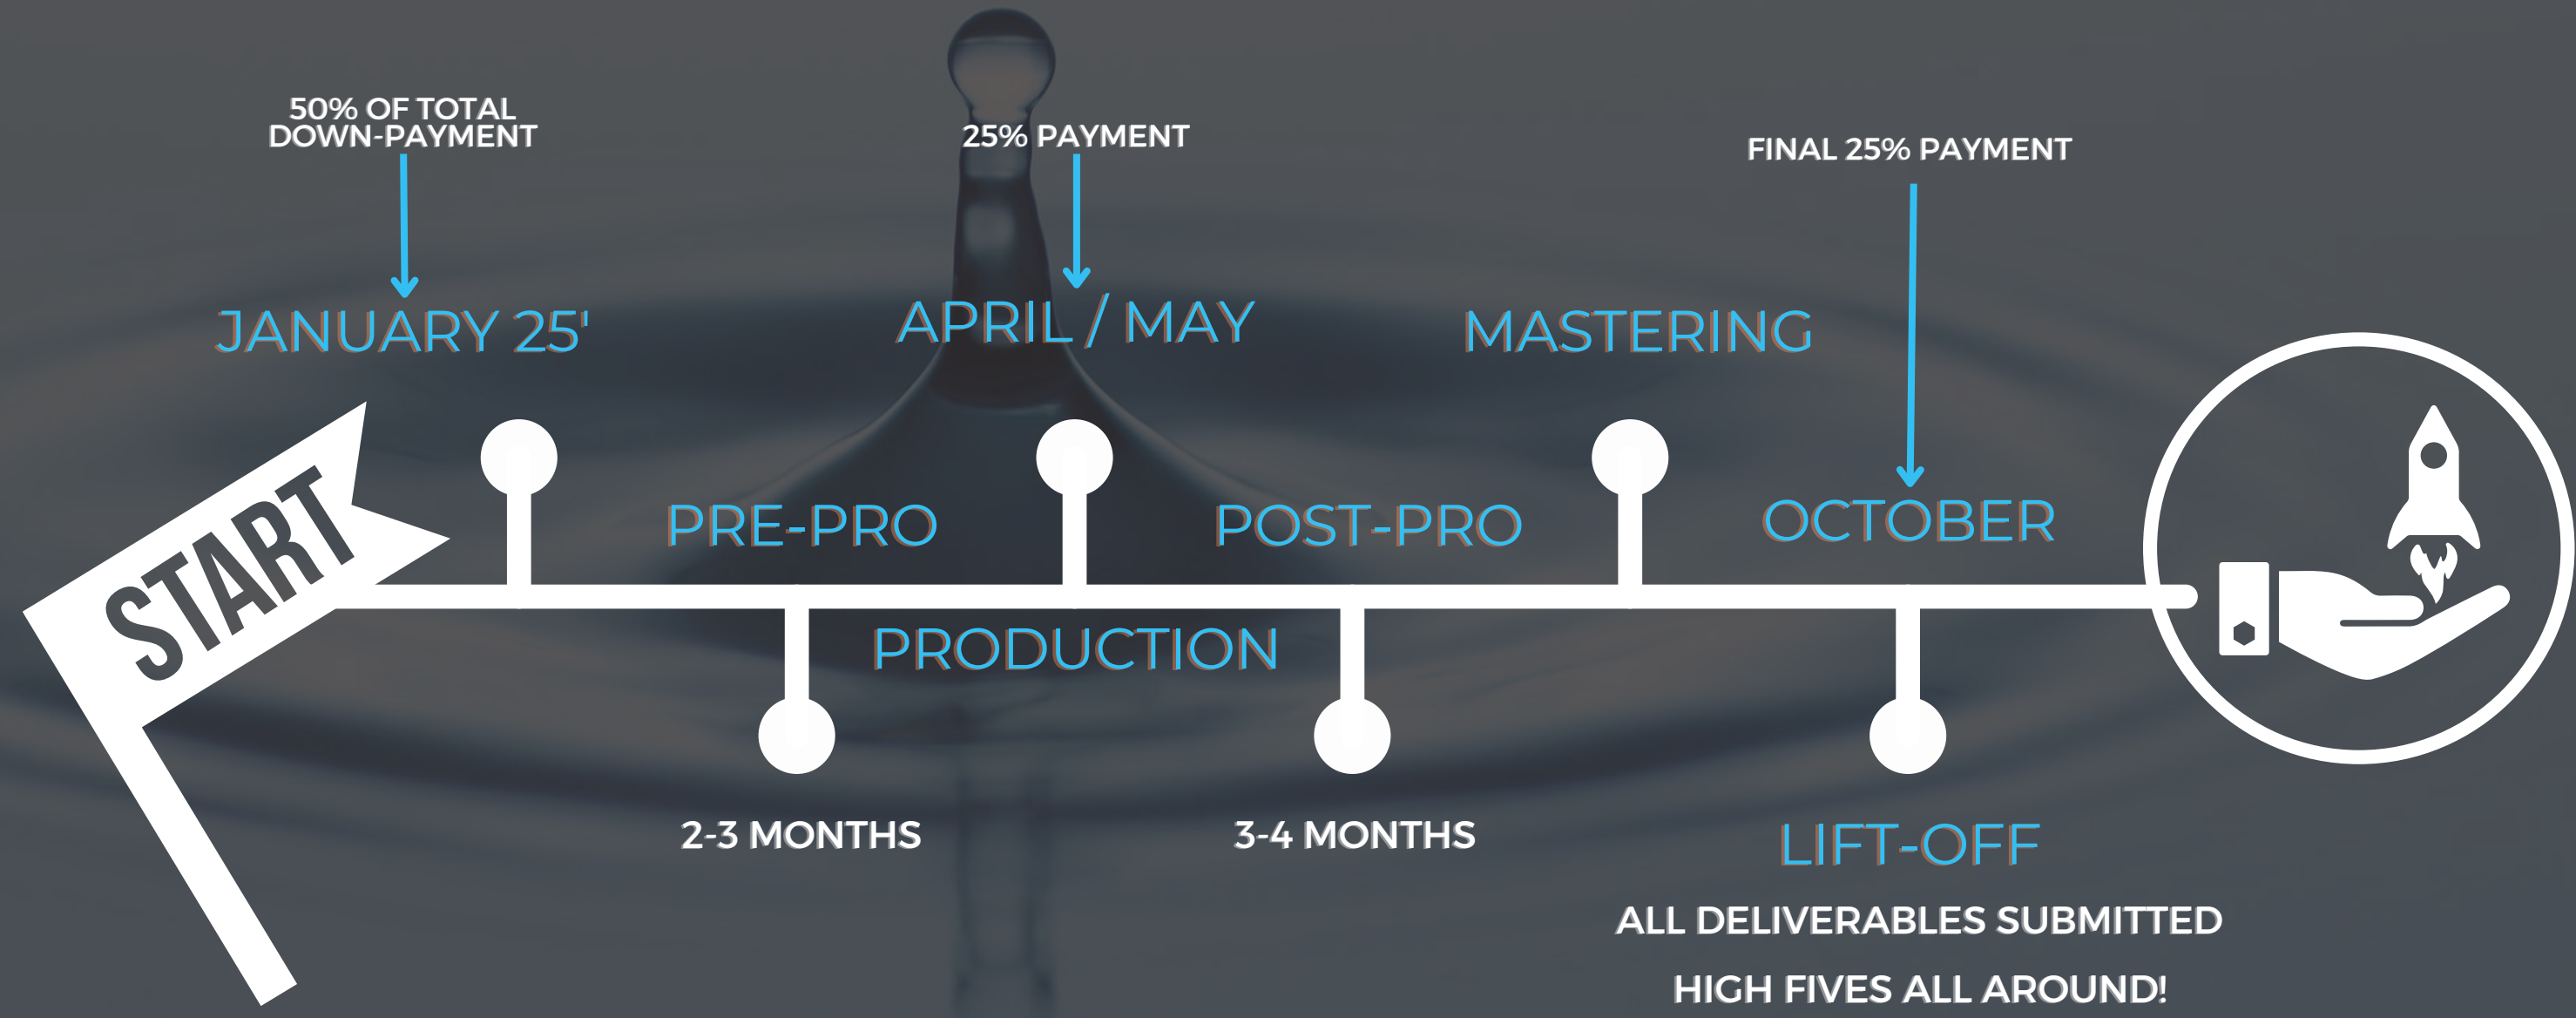 50% OF TOTAL
DOWN-PAYMENT
25% PAYMENT
FINAL 25% PAYMENT
JANUARY 25'
APRIL / MAY
MASTERING
START
PRE-PRO
POST-PRO
OCTOBER
PRODUCTION
2-3 MONTHS
3-4 MONTHS
LIFT-OFF
ALL DELIVERABLES SUBMITTED
HIGH FIVES ALL AROUND!